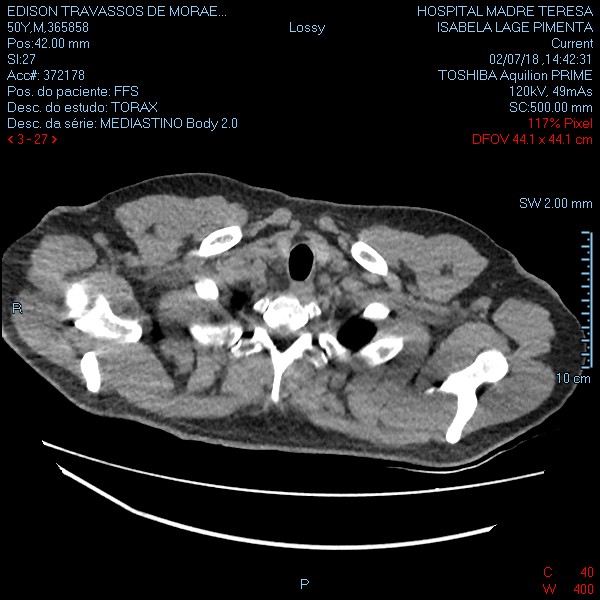 EDISON TRAVASSOS DE MORAE...
50Y,M,365858
Pos:42.00 mm
Sl:27
Acc#: 372178
Pos. do paciente: FFS
Desc. do estudo: TORAX
Desc. da série: MEDIASTINO Body 2.0
< 3 - 27 >
Lossy
HOSPITAL MADRE TERESA
ISABELA LAGE PIMENTA
Current
02/07/18 ,14:42:31
TOSHIBA Aquilion PRIME
120kV, 49mAs
SC:500.00 mm
117% Pixel
DFOV 44.1 x 44.1 cm
SW 2.00 mm
R
10 cm
P
C 40
W 400